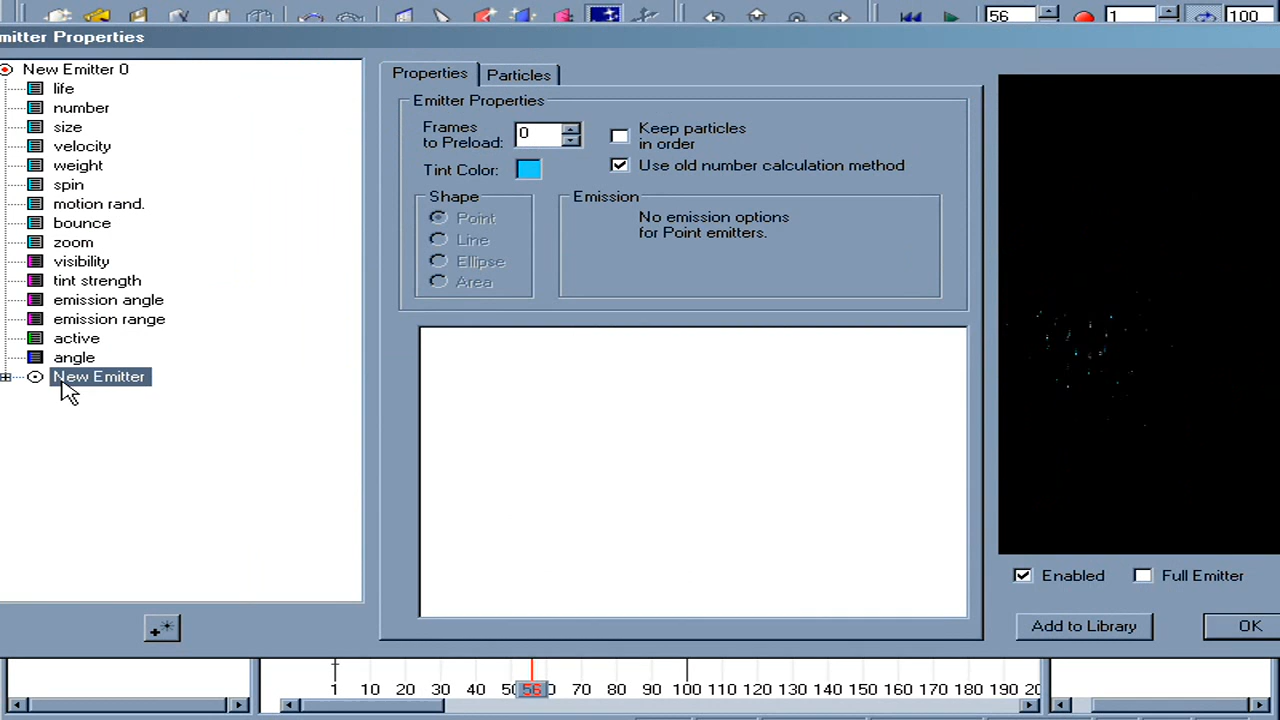 56
1
100
mitter Properties
New Emitter 0
life
number
size
velocity
weight
spin
motion rand.
bounce
zoom
visibility
tint strength
emission angle
emission range
active
angle
New Emitter
Properties
Particles
Emitter Properties
Frames
to Preload:
0
Keep particles
in order
Tint Color:
Use old number calculation method
Shape
Point
Line
Ellipse
Area
Emission
No emission options
for Point emitters.
Enabled
Full Emitter
Add to Library
OK
1 10 20 30 40 50 56 60 70 80 90 100 110 120 130 140 150 160 170 180 190 20